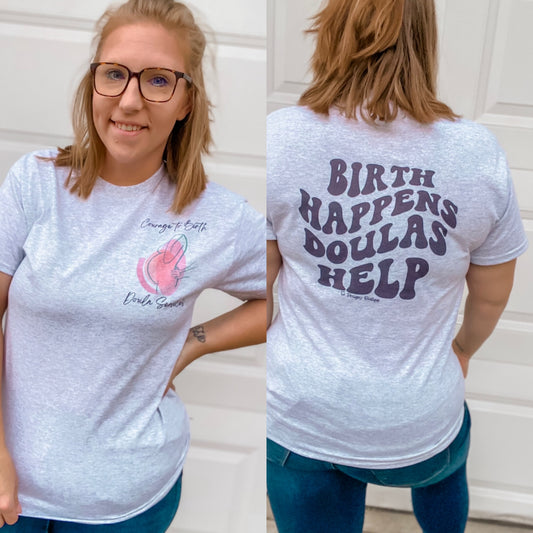 Courage to Birth
Doula Services
BIRTH
HAPPENS
DOULAS
HELP